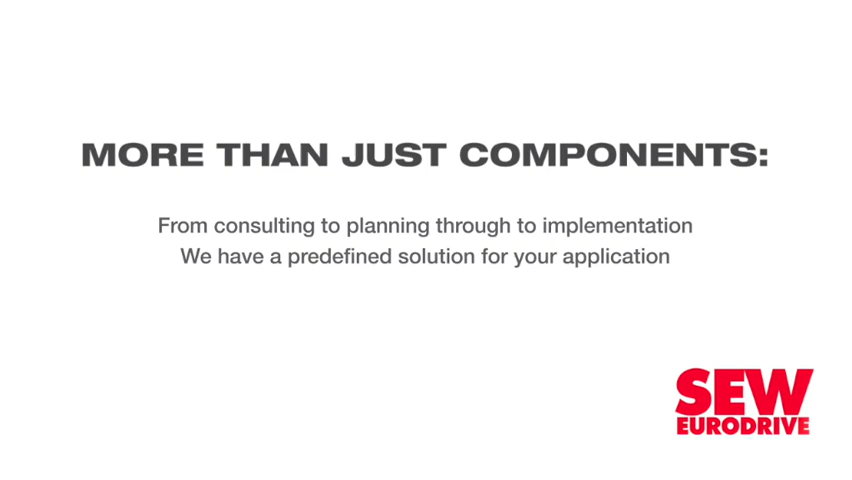 MORE THAN JUST COMPONENTS:
From consulting to planning through to implementation
We have a predefined solution for your application
SEW
EURODRIVE